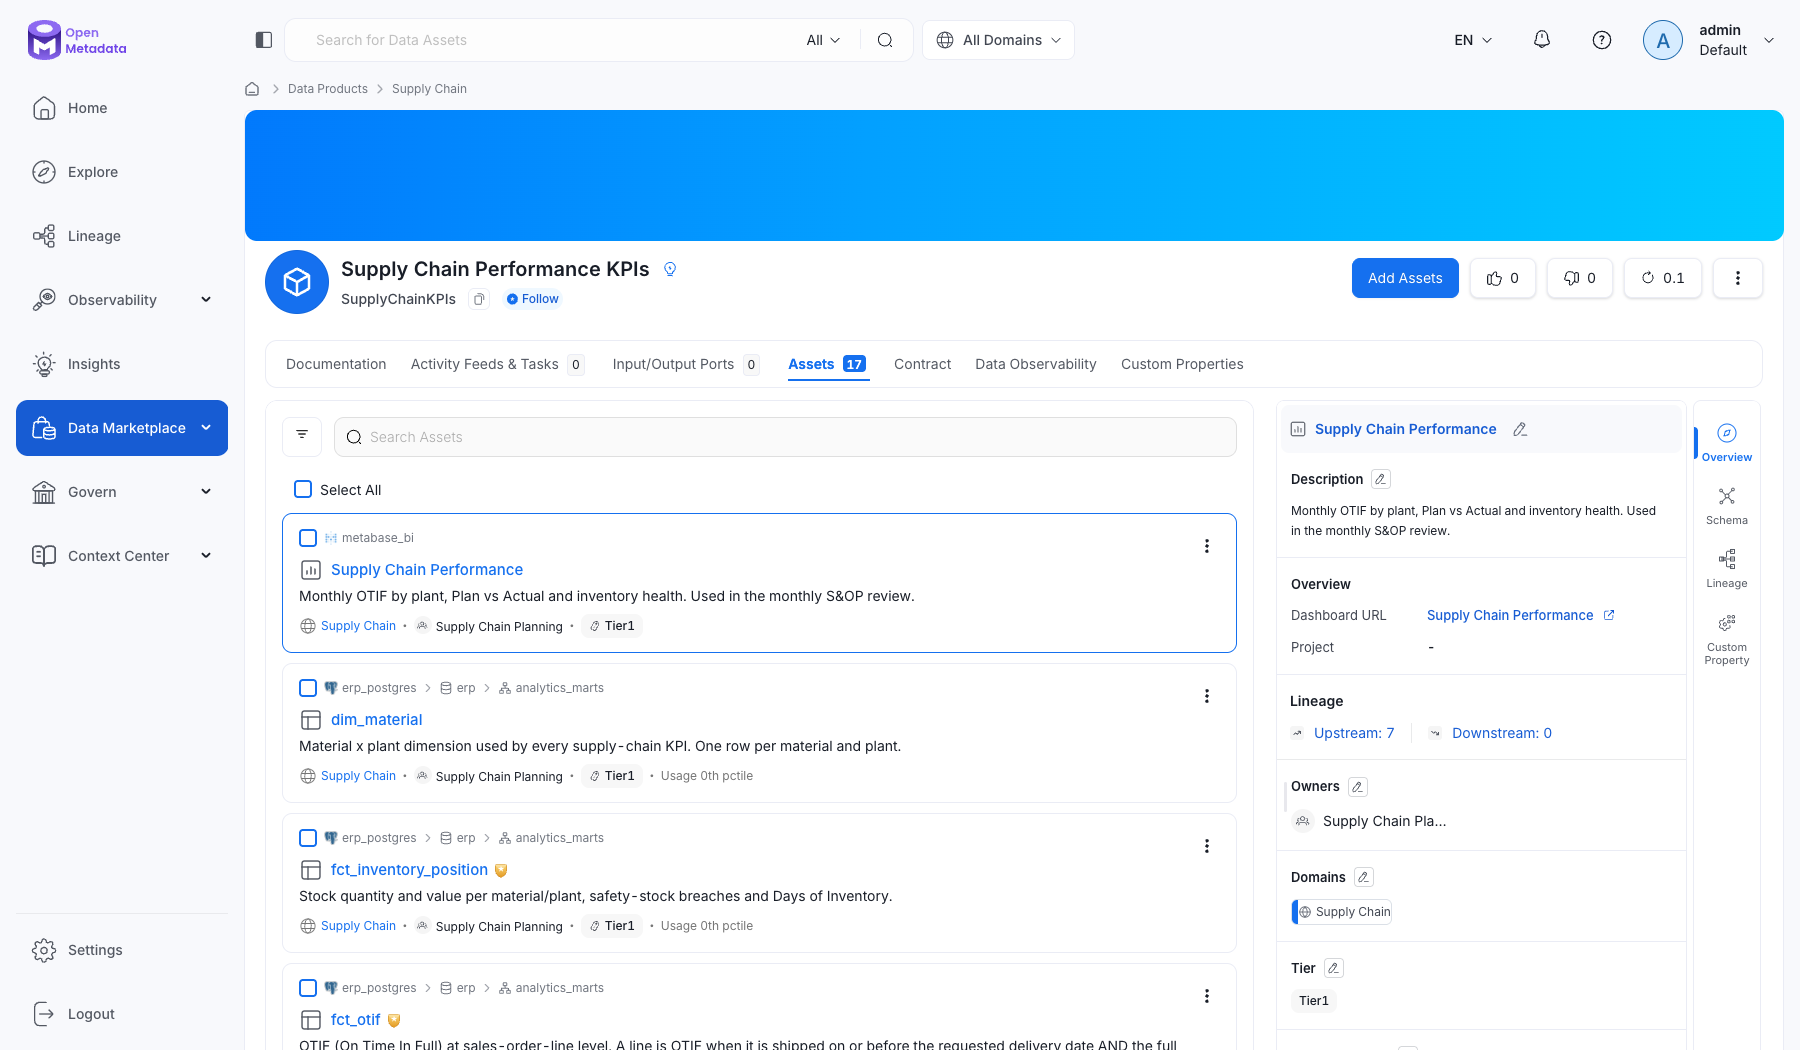 Open
Metadata
Search for Data Assets
All
All Domains
EN
A
admin
Default
Home
Explore
Lineage
Observability
Insights
Data Marketplace
Govern
Context Center
Settings
Logout
Data Products
Supply Chain
Supply Chain Performance KPIs
SupplyChainKPIs
Follow
Add Assets
0
0
0.1
Documentation
Activity Feeds & Tasks 0
Input/Output Ports 0
Assets 17
Contract
Data Observability
Custom Properties
Search Assets
Select All
metabase_bi
Supply Chain Performance
Monthly OTIF by plant, Plan vs Actual and inventory health. Used in the monthly S&OP review.
Supply Chain • Supply Chain Planning • Tier1
erp_postgres erp analytics_marts
dim_material
Material x plant dimension used by every supply-chain KPI. One row per material and plant.
Supply Chain • Supply Chain Planning • Tier1 • Usage 0th pctile
erp_postgres erp analytics_marts
fct_inventory_position
Stock quantity and value per material/plant, safety-stock breaches and Days of Inventory.
Supply Chain • Supply Chain Planning • Tier1 • Usage 0th pctile
erp_postgres erp analytics_marts
fct_otif
OTIF (On Time In Full) at sales-order-line level. A line is OTIF when it is shipped on or before the requested delivery date AND the full
Supply Chain Performance
Description
Monthly OTIF by plant, Plan vs Actual and inventory health. Used
in the monthly S&OP review.
Overview
Dashboard URL Supply Chain Performance
Project -
Lineage
Upstream: 7 Downstream: 0
Owners
Supply Chain Pla...
Domains
Supply Chain
Tier
Tier1
Overview
Schema
Lineage
Custom
Property